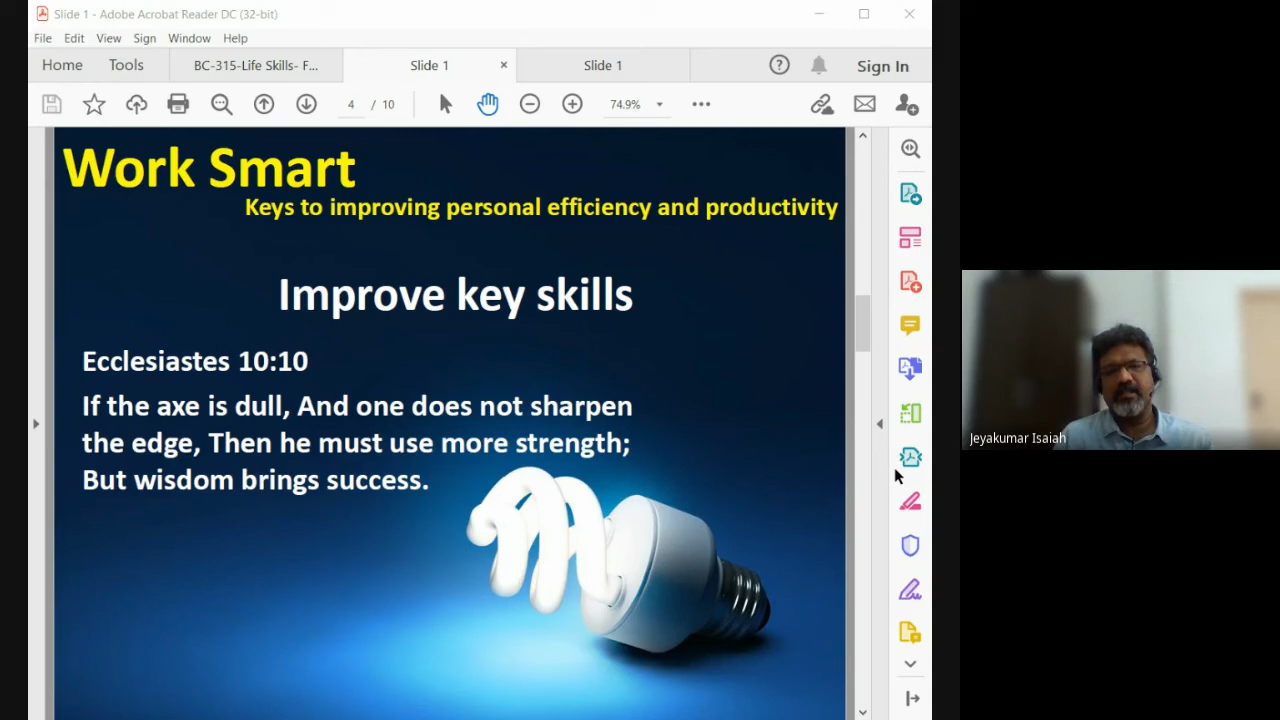 Slide 1 - Adobe Acrobat Reader DC (32-bit)
File Edit View Sign Window Help
Home Tools BC-315-Life Skills- F... Slide 1 × Slide 1 Sign In
4 / 10 74.9%
Work Smart
Keys to improving personal efficiency and productivity
Improve key skills
Ecclesiastes 10:10
If the axe is dull, And one does not sharpen
the edge, Then he must use more strength;
But wisdom brings success.
Jeyakumar Isaiah